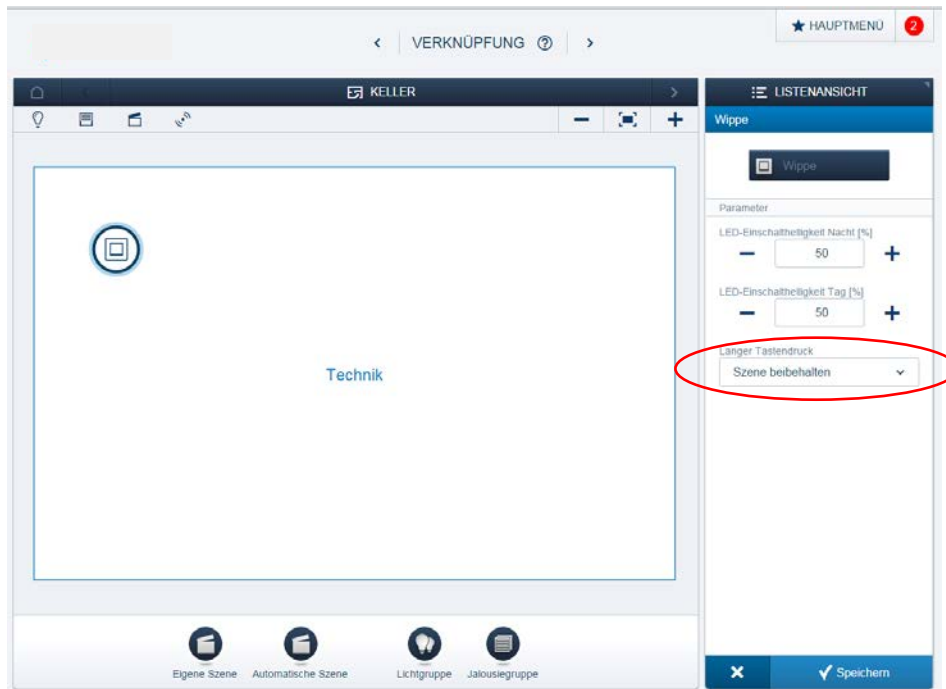 HAUPTMENÜ 2
VERKNÜPFUNG ?
KELLER
LISTENANSICHT
Wippe
Wippe
Parameter
LED-Einschalthelligkeit Nacht [%]
50
LED-Einschalthelligkeit Tag [%]
50
Langer Tastendruck
Szene beibehalten
Technik
Eigene Szene Automatische Szene Lichtgruppe Jalousiegruppe
Speichern